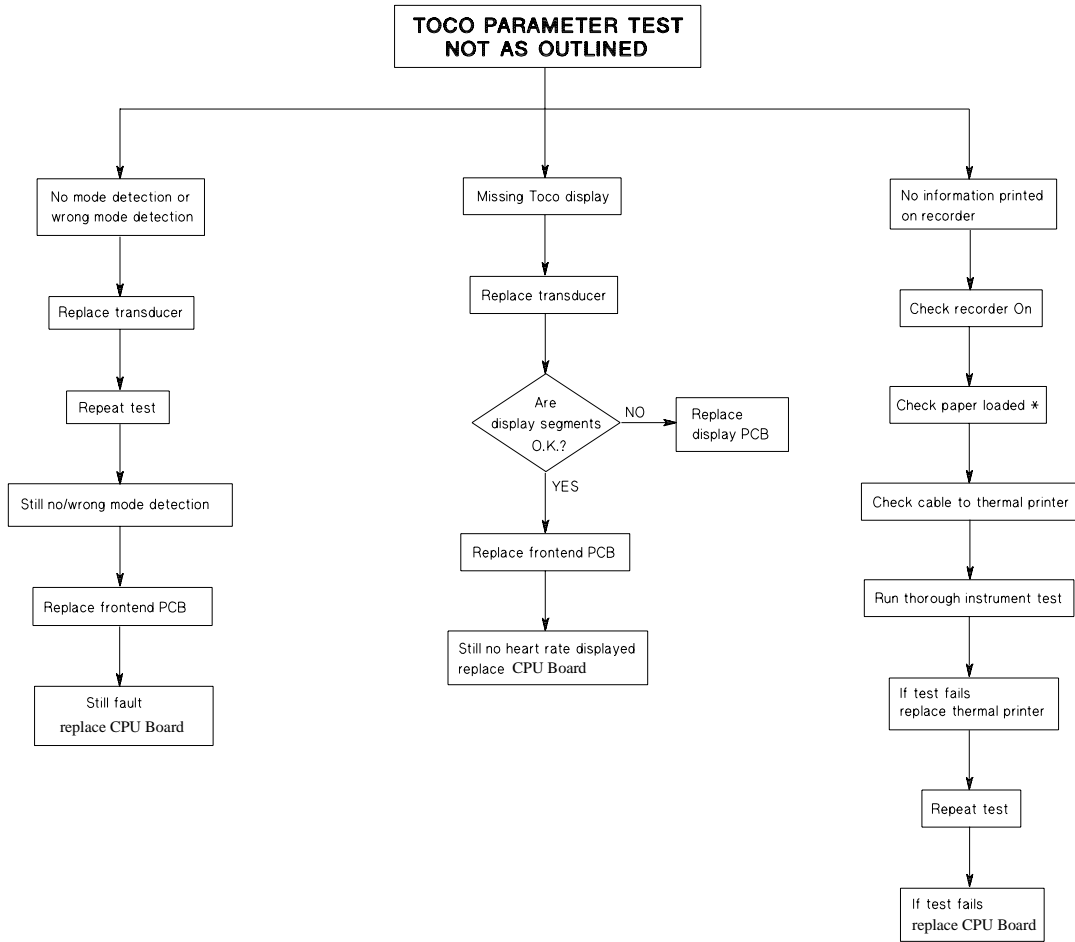 TOCO PARAMETER TEST
NOT AS OUTLINED
No mode detection or
wrong mode detection
Replace transducer
Repeat test
Still no/wrong mode detection
Replace frontend PCB
Still fault
replace CPU Board
Missing Toco display
Replace transducer
Are
display segments
O.K.?
NO
Replace
display PCB
YES
Replace frontend PCB
Still no heart rate displayed
replace CPU Board
No information printed
on recorder
Check recorder On
Check paper loaded *
Check cable to thermal printer
Run thorough instrument test
If test fails
replace thermal printer
Repeat test
If test fails
replace CPU Board